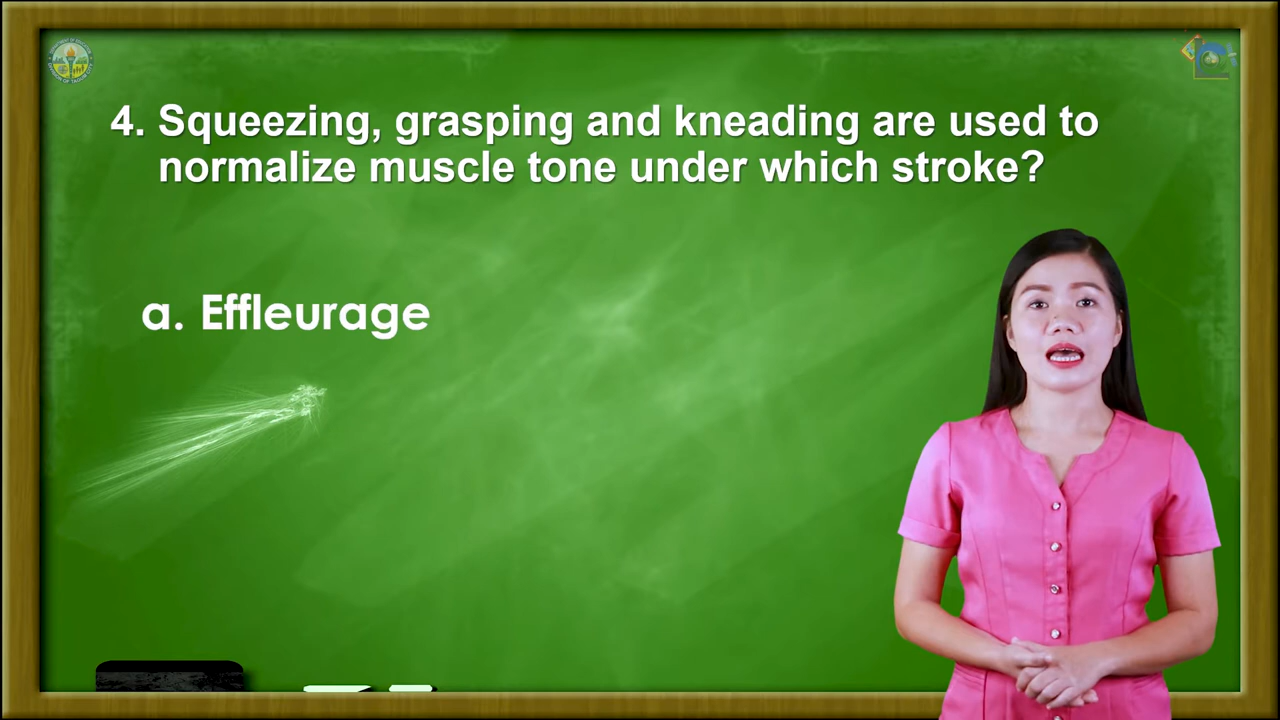 4. Squeezing, grasping and kneading are used to
normalize muscle tone under which stroke?
a. Effleurage